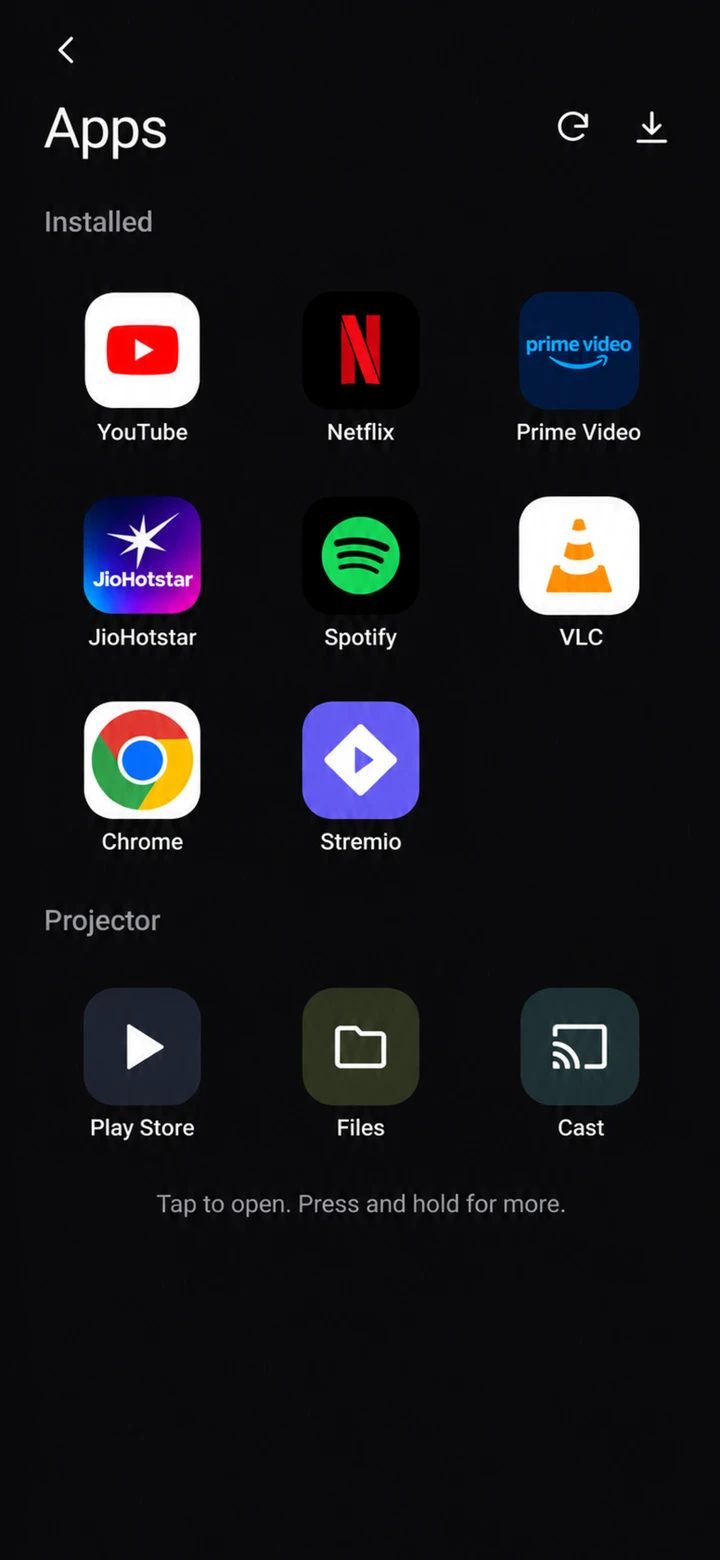 Apps
Installed
prime video
YouTube
Netflix
Prime Video
JioHotstar
JioHotstar
Spotify
VLC
Chrome
Stremio
Projector
Play Store
Files
Cast
Tap to open. Press and hold for more.